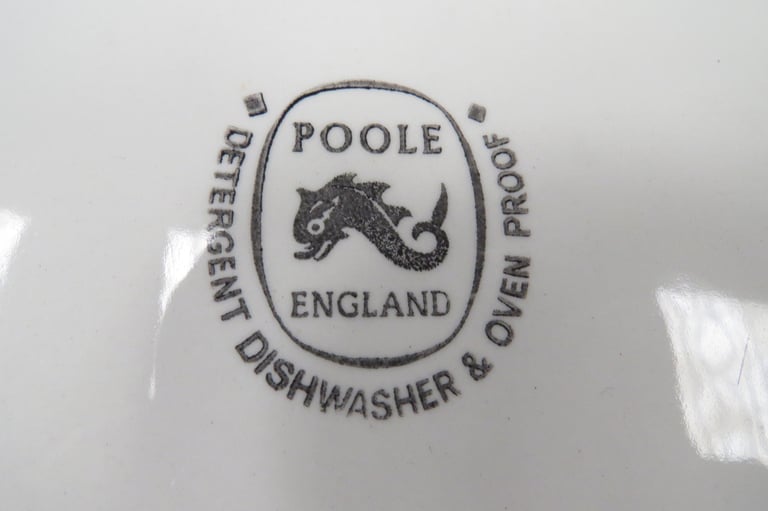 POOLE
ENGLAND
DETERGENT DISHWASHER & OVEN PROOF